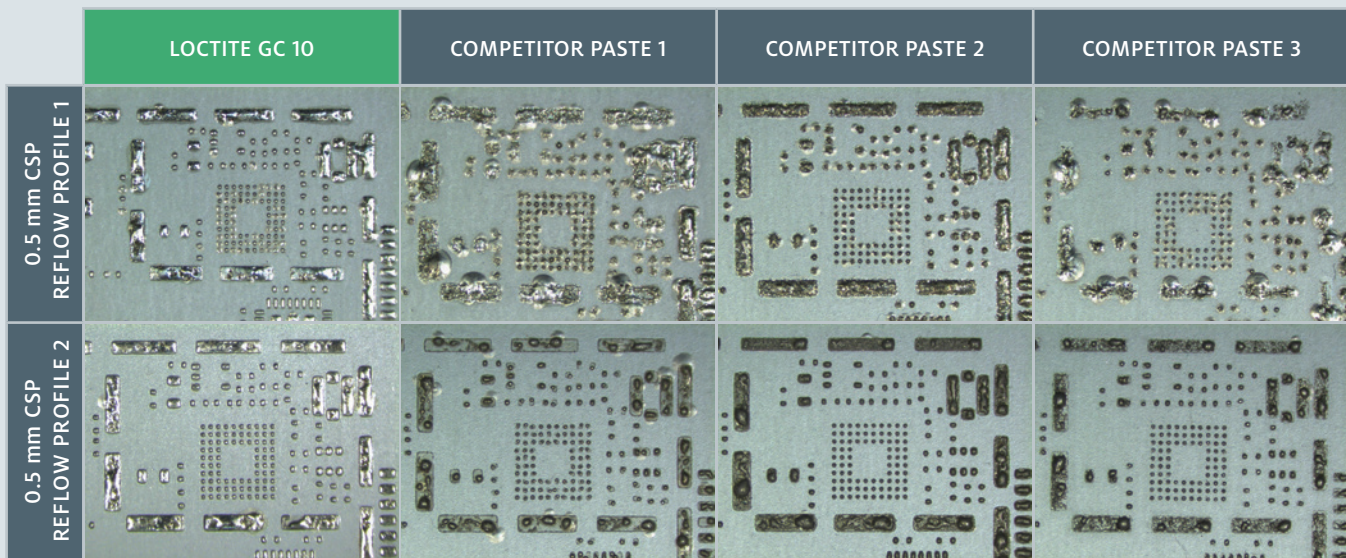 LOCTITE GC 10
COMPETITOR PASTE 1
COMPETITOR PASTE 2
COMPETITOR PASTE 3
0.5 mm CSP
REFLOW PROFILE 1
0.5 mm CSP
REFLOW PROFILE 2